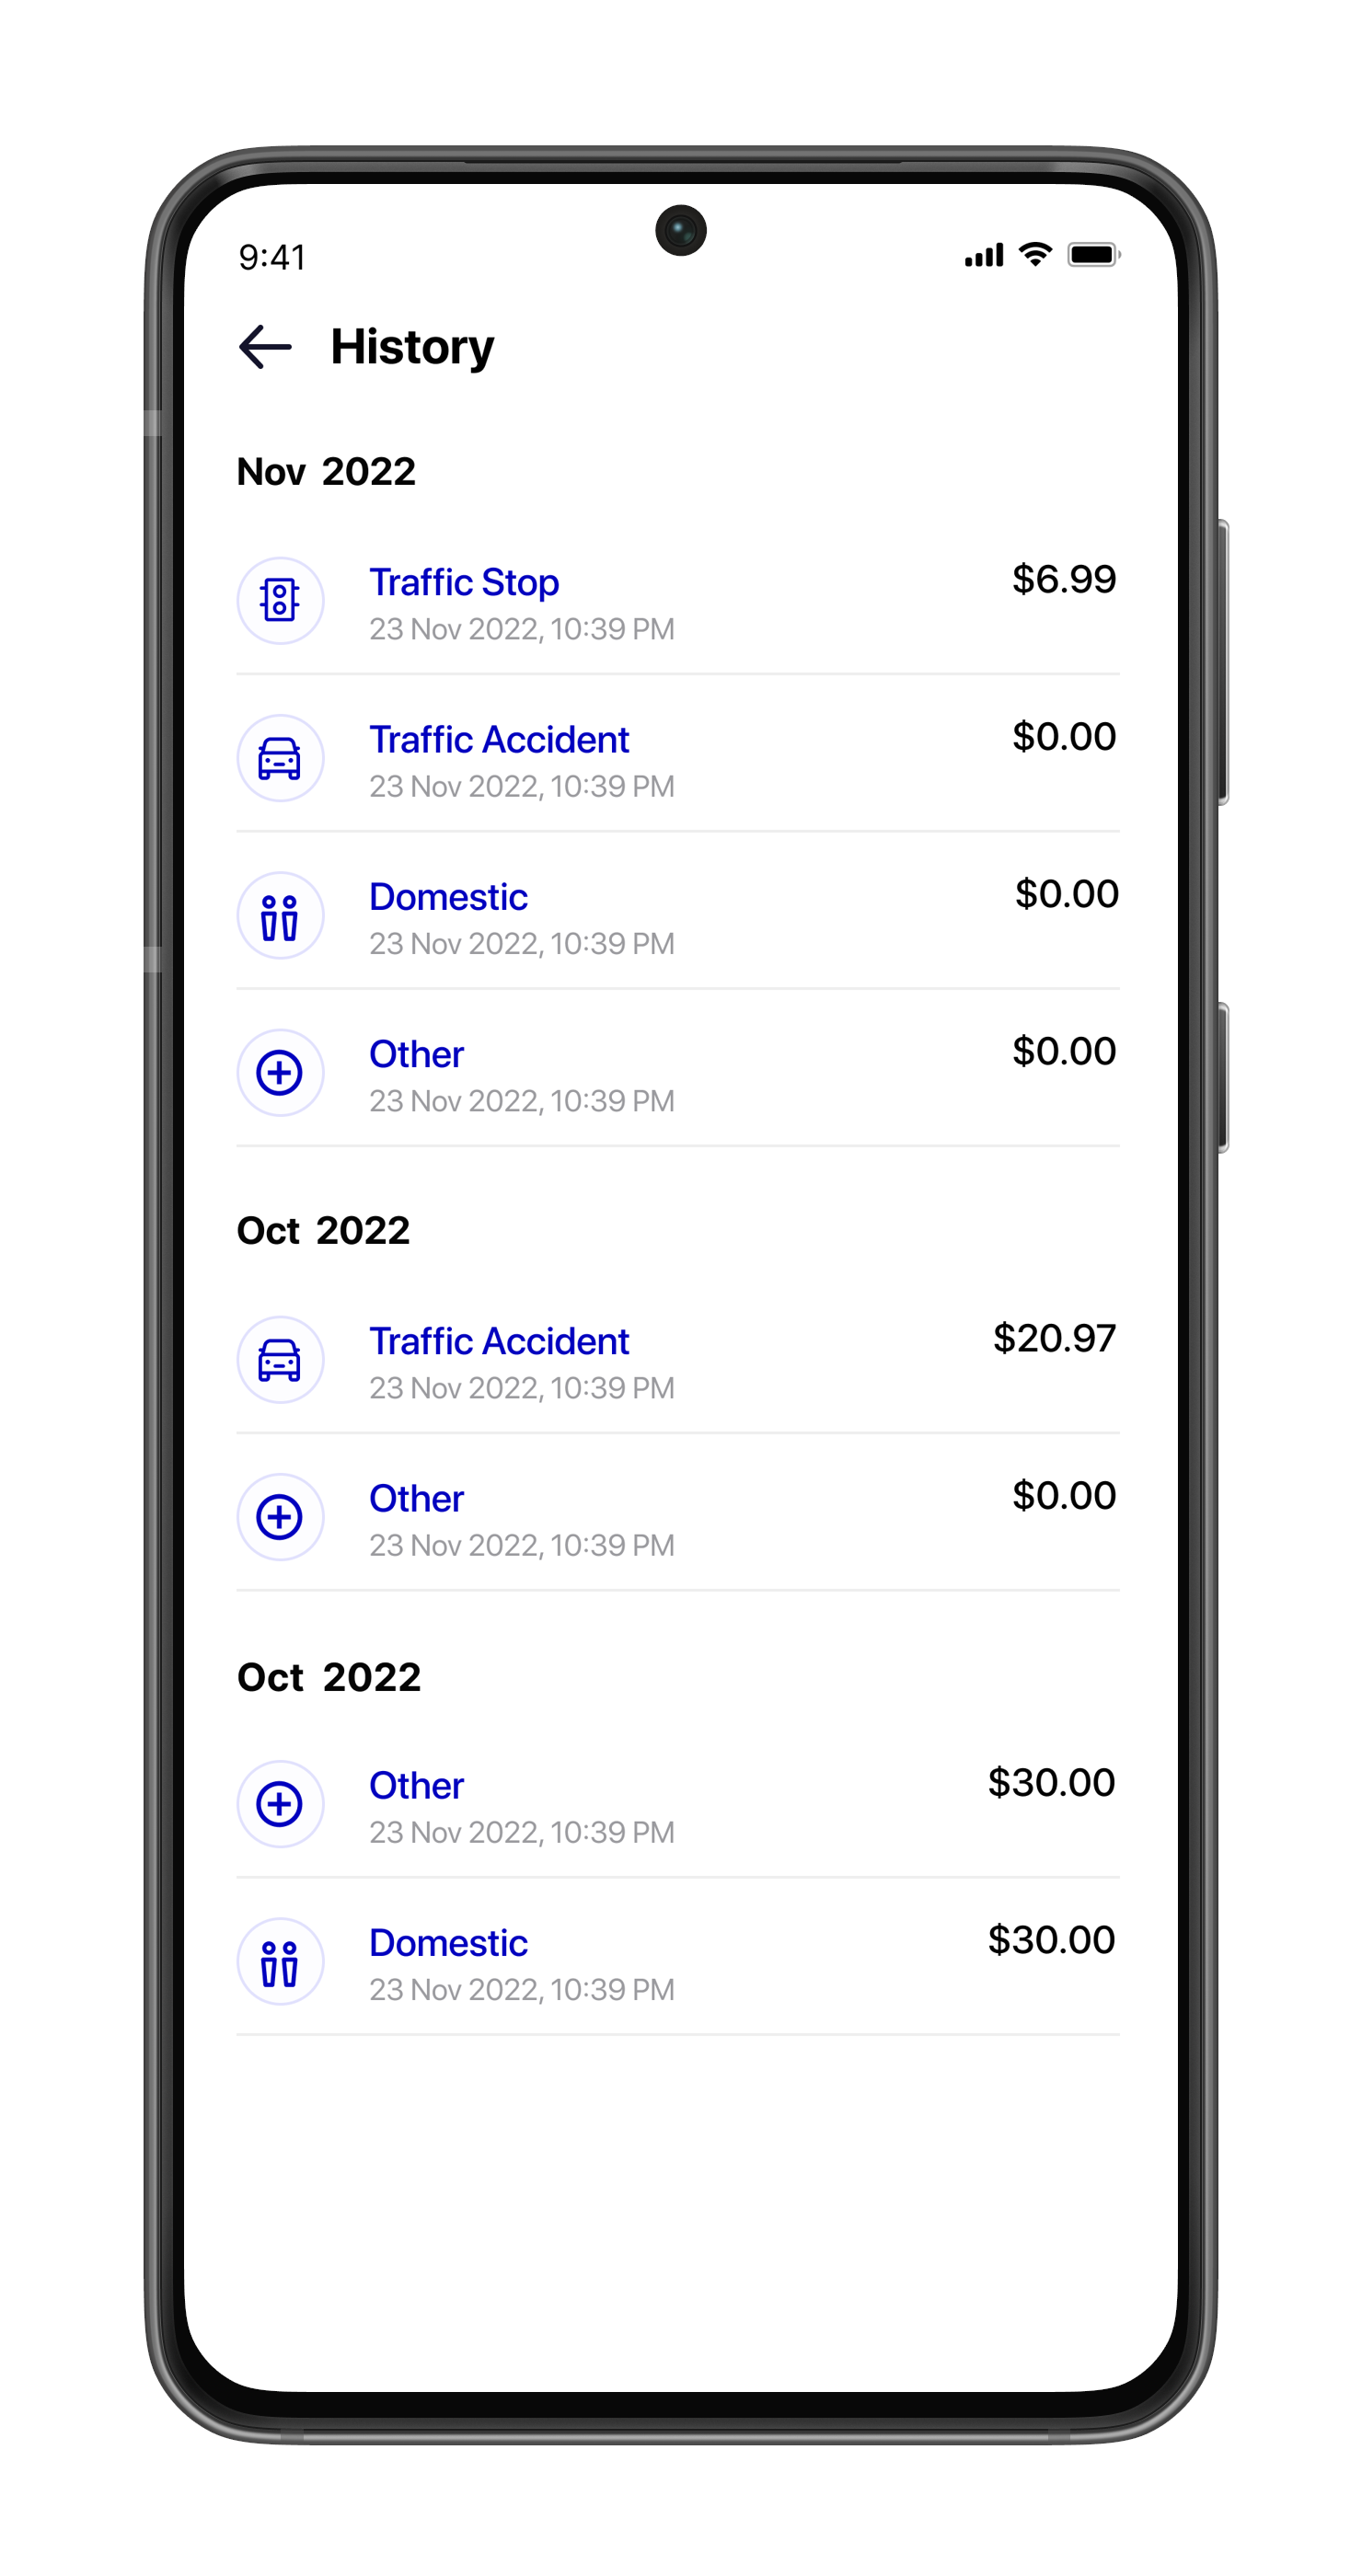 9:41
History
Nov 2022
Traffic Stop
$6.99
23 Nov 2022, 10:39 PM
Traffic Accident
$0.00
23 Nov 2022, 10:39 PM
Domestic
$0.00
23 Nov 2022, 10:39 PM
Other
$0.00
23 Nov 2022, 10:39 PM
Oct 2022
Traffic Accident
$20.97
23 Nov 2022, 10:39 PM
Other
$0.00
23 Nov 2022, 10:39 PM
Oct 2022
Other
$30.00
23 Nov 2022, 10:39 PM
Domestic
$30.00
23 Nov 2022, 10:39 PM